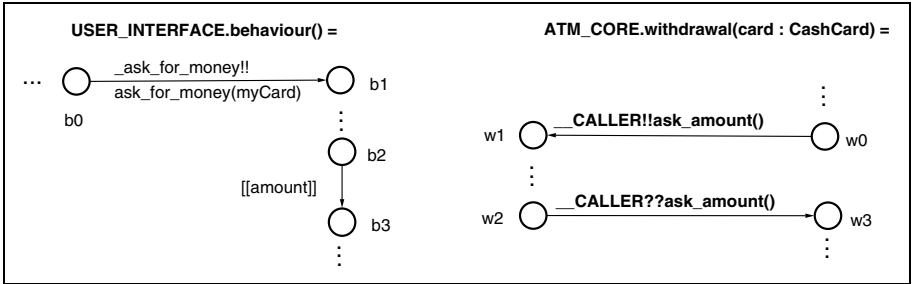 USER_INTERFACE.behaviour() =
... b0
_ask_for_money!!
ask_for_money(myCard)
b1
b2
[[amount]]
b3
ATM_CORE.withdrawal(card : CashCard) =
w1
__CALLER!!ask_amount()
w0
w2
__CALLER??ask_amount()
w3